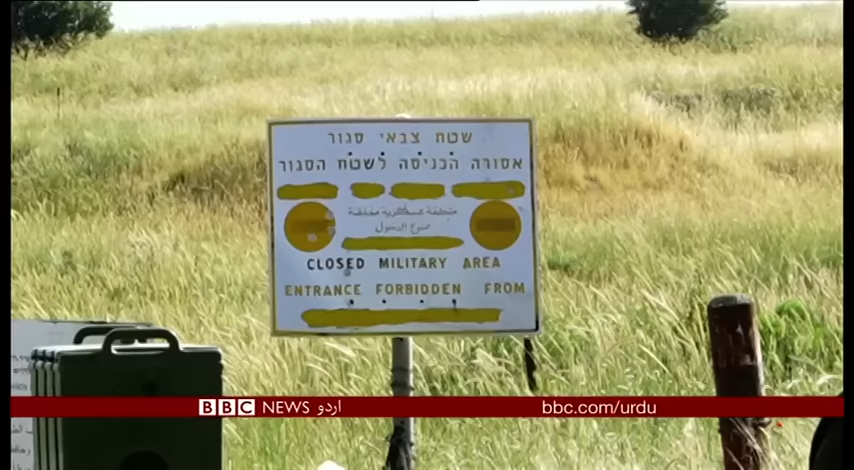 שטח צבאי סגור
אסורה הכניסה לשטח הסגור
منطقة عسكرية مغلقة
ممنوع الدخول
CLOSED MILITARY AREA
ENTRANCE FORBIDDEN FROM
BBC NEWS اردو
bbc.com/urdu